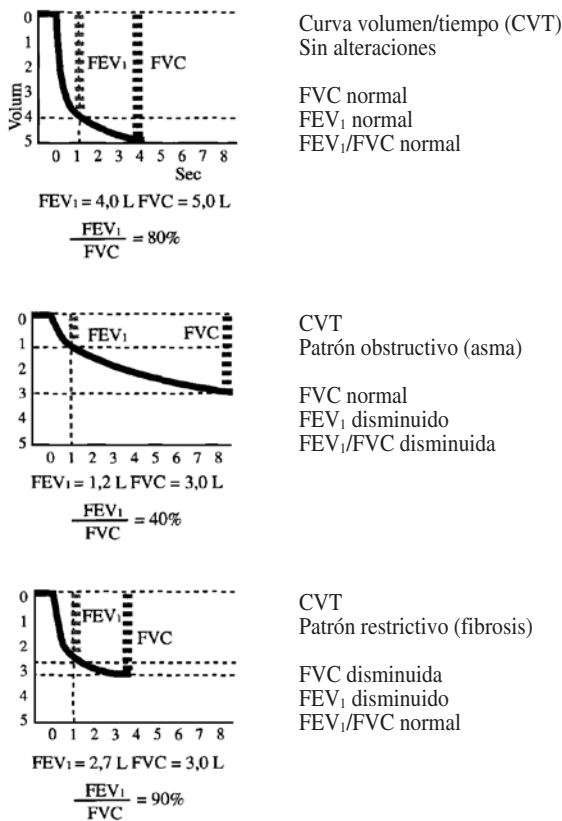 0
1
2
3
4
5
Volum
FEV₁ FVC
0 1 2 3 4 5 6 7 8
Sec
FEV₁ = 4,0 L FVC = 5,0 L
FEV₁
FVC
= 80%
Curva volumen/tiempo (CVT)
Sin alteraciones
FVC normal
FEV₁ normal
FEV₁/FVC normal
0
1
2
3
4
5
FEV₁ FVC
0 1 2 3 4 5 6 7 8
FEV₁ = 1,2 L FVC = 3,0 L
FEV₁
FVC
= 40%
CVT
Patrón obstructivo (asma)
FVC normal
FEV₁ disminuido
FEV₁/FVC disminuida
0
1
2
3
4
5
FEV₁
FVC
0 1 2 3 4 5 6 7 8
FEV₁ = 2,7 L FVC = 3,0 L
FEV₁
FVC
= 90%
CVT
Patrón restrictivo (fibrosis)
FVC disminuida
FEV₁ disminuido
FEV₁/FVC normal